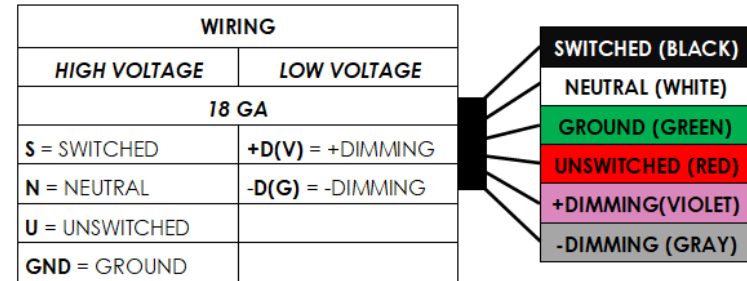 WIRING
HIGH VOLTAGE LOW VOLTAGE
18 GA
S = SWITCHED +D(V) = +DIMMING
N = NEUTRAL -D(G) = -DIMMING
U = UNSWITCHED
GND = GROUND
SWITCHED (BLACK)
NEUTRAL (WHITE)
GROUND (GREEN)
UNSWITCHED (RED)
+DIMMING(VIOLET)
-DIMMING (GRAY)